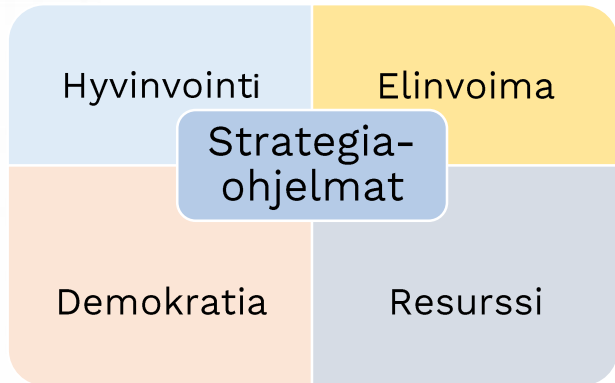 Hyvinvointi
Elinvoima
Strategia-
ohjelmat
Demokratia
Resurssi